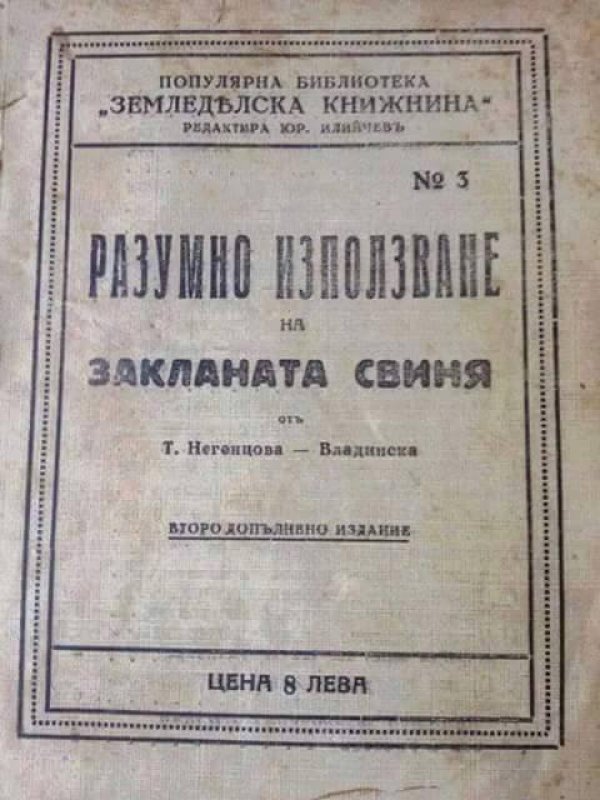 ПОПУЛЯРНА БИБЛИОТЕКА
„ЗЕМЛЕДѢЛСКА КНИЖНИНА"
РЕДАКТИРА ЮР. ИЛИЙЧЕВЪ
№ 3
РАЗУМНО ИЗПОЛЗВАНЕ
НА
ЗАКЛАНАТА СВИНЯ
отъ
Т. Негенцова — Владинска
ВТОРО ДОПЪЛНЕНО ИЗДАНИЕ
ЦЕНА 8 ЛЕВА